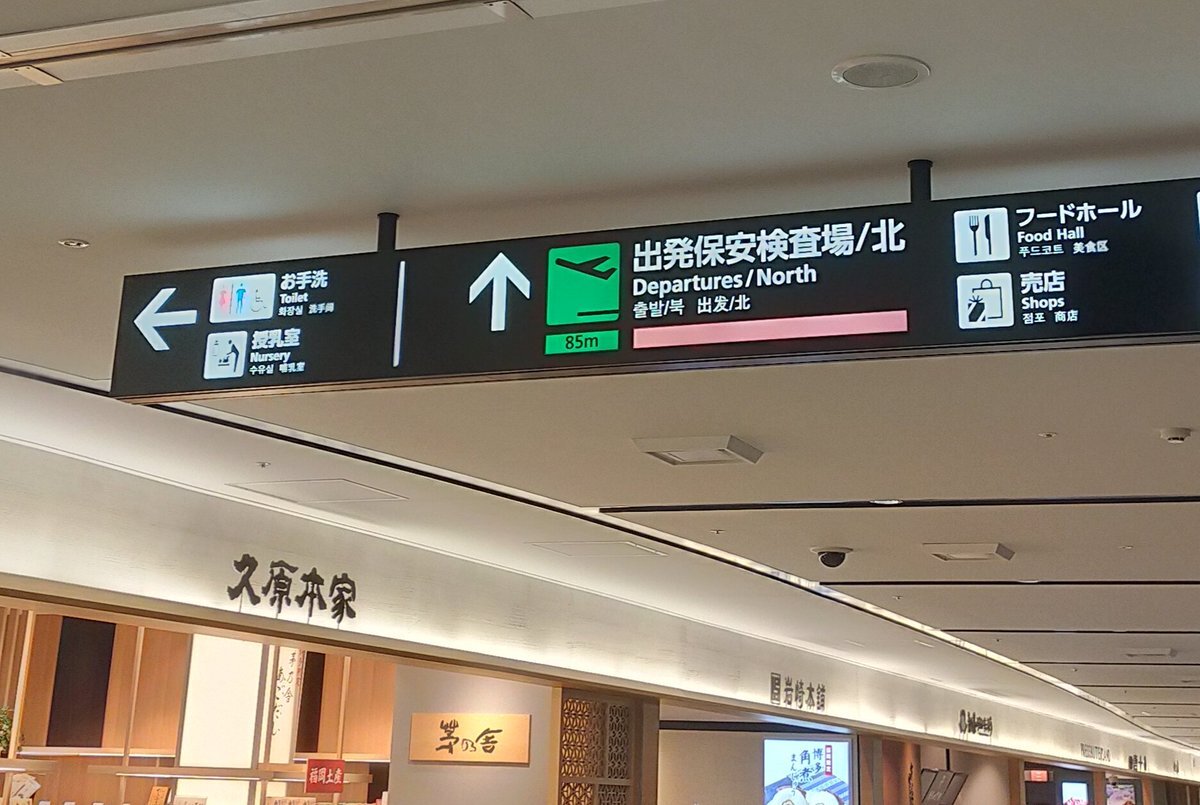 お手洗
Toilet
화장실 洗手间
授乳室
Nursery
수유실 哺乳室
出発保安検査場/北
Departures/North
출발/북 出发/北
85m
フードホール
Food Hall
푸드코트 美食区
売店
Shops
점포 商店
久原本家
茅乃舎
福岡土産
岩崎本舗
博多
角煮
まん